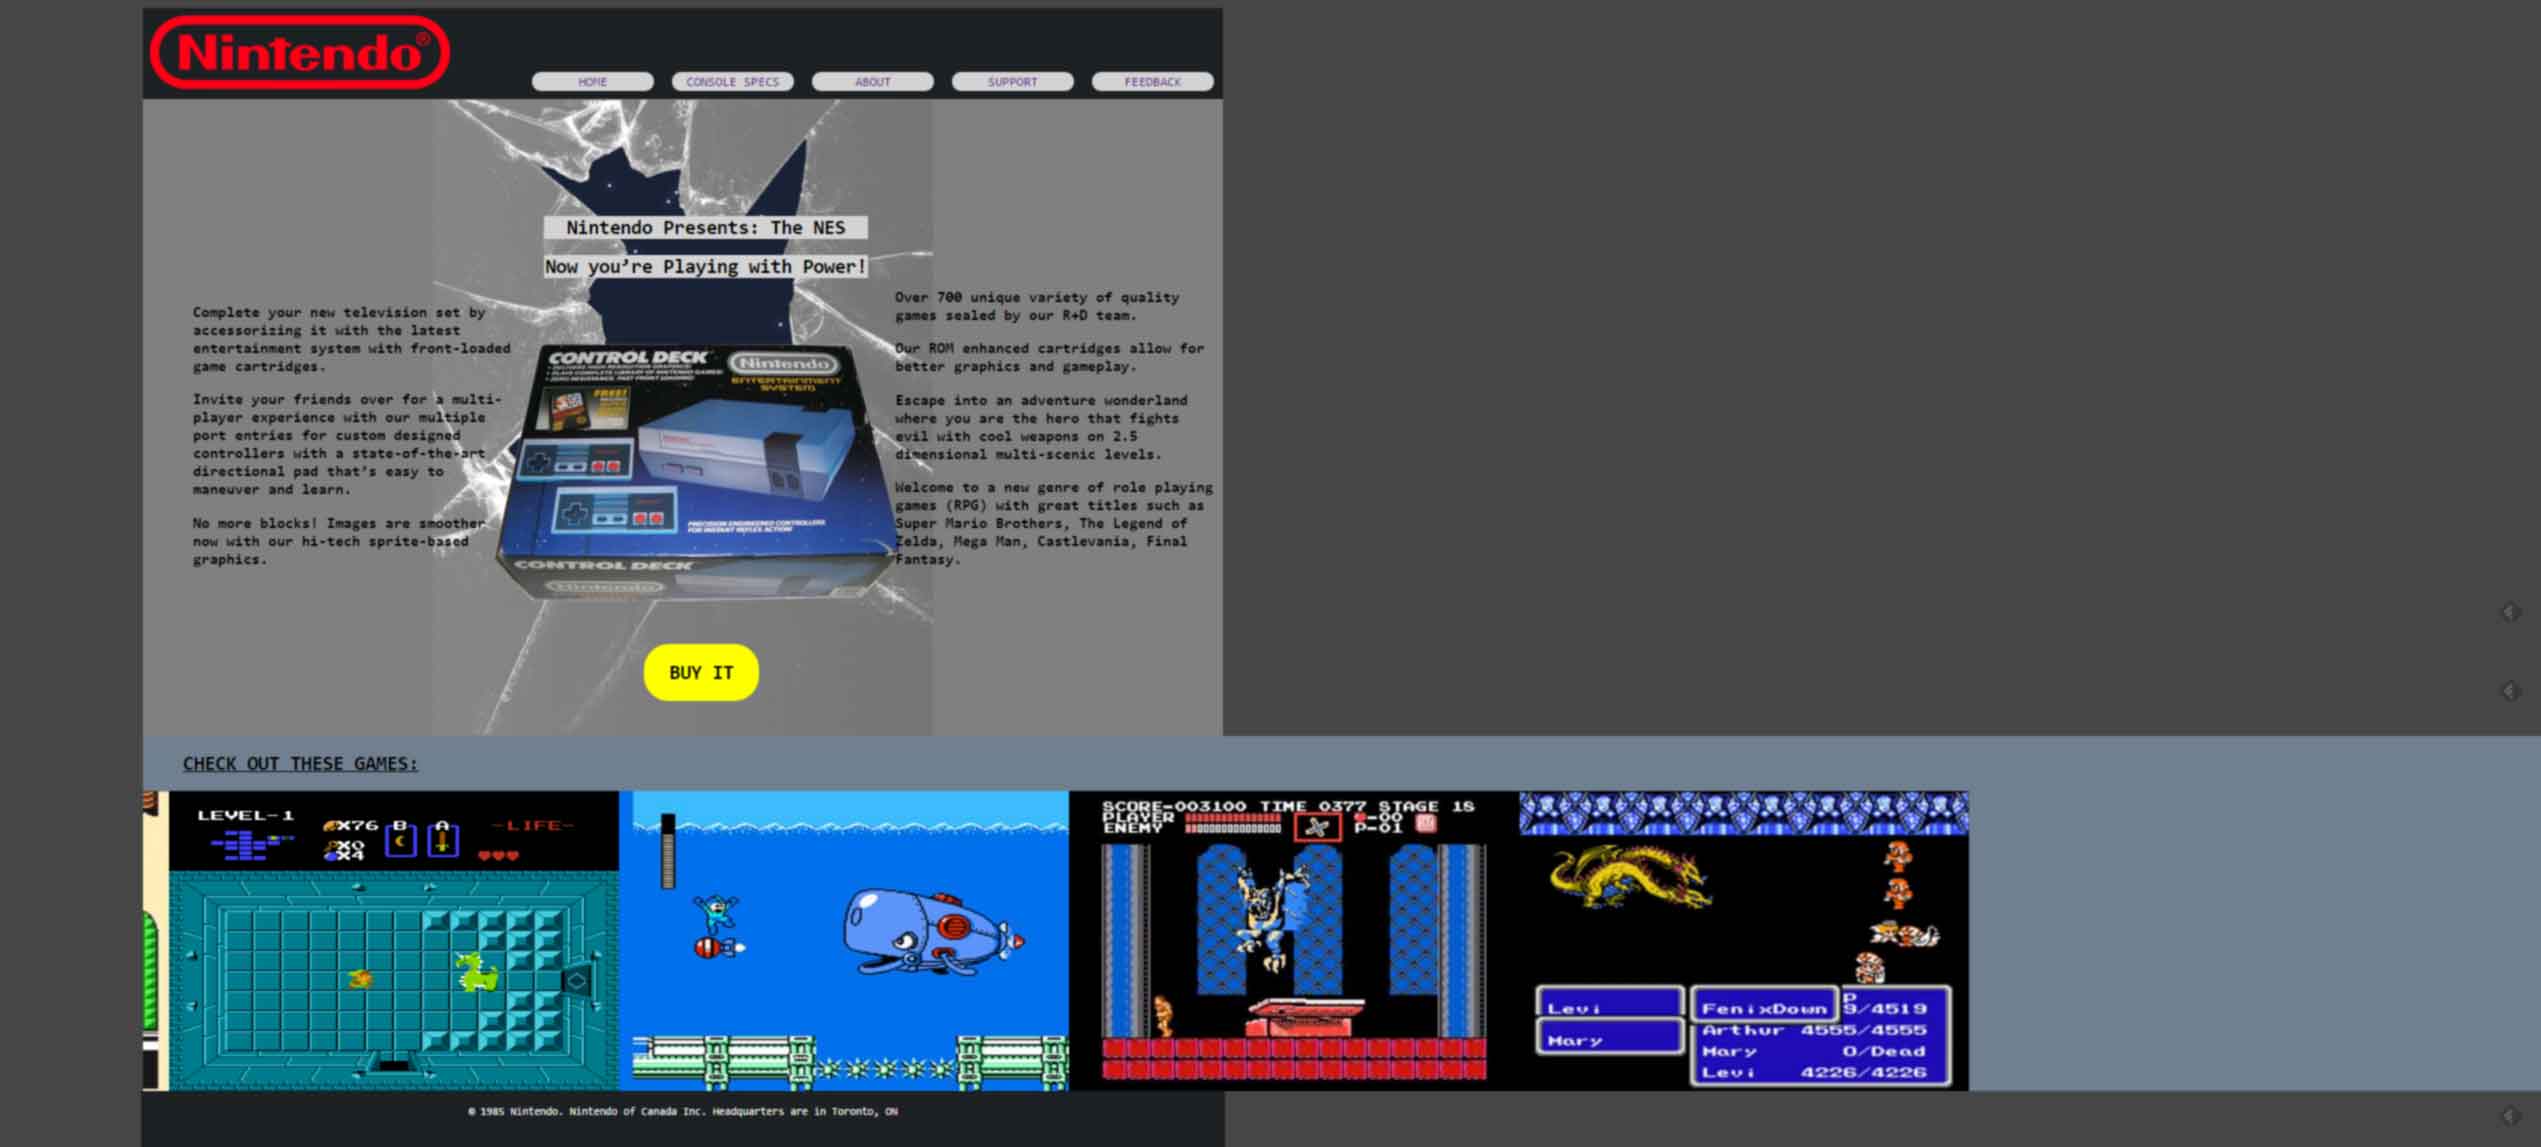 Nintendo®
HOME
CONSOLE SPECS
ABOUT
SUPPORT
FEEDBACK
Nintendo Presents: The NES
Now you’re Playing with Power!
Complete your new television set by
accessorizing it with the latest
entertainment system with front-loaded
game cartridges.
Invite your friends over for a multi-
player experience with our multiple
port entries for custom designed
controllers with a state-of-the-art
directional pad that’s easy to
maneuver and learn.
No more blocks! Images are smoother
now with our hi-tech sprite-based
graphics.
CONTROL DECK
Nintendo
ENTERTAINMENT
SYSTEM
PRECISION ENGINEERED CONTROLLERS
FOR INSTANT REFLEX ACTION!
CONTROL DECK
Nintendo
Over 700 unique variety of quality
games sealed by our R+D team.
Our ROM enhanced cartridges allow for
better graphics and gameplay.
Escape into an adventure wonderland
where you are the hero that fights
evil with cool weapons on 2.5
dimensional multi-scenic levels.
Welcome to a new genre of role playing
games (RPG) with great titles such as
Super Mario Brothers, The Legend of
Zelda, Mega Man, Castlevania, Final
Fantasy.
BUY IT
CHECK OUT THESE GAMES:
LEVEL-1
X76 B A -LIFE-
X0
X4
SCORE-003100 TIME 0377 STAGE 18
PLAYER -00
ENEMY P-01
Levi
Mary
FenixDown
P
9/4519
Arthur 4555/4555
Mary 0/Dead
Levi 4226/4226
© 1985 Nintendo. Nintendo of Canada Inc. Headquarters are in Toronto, ON